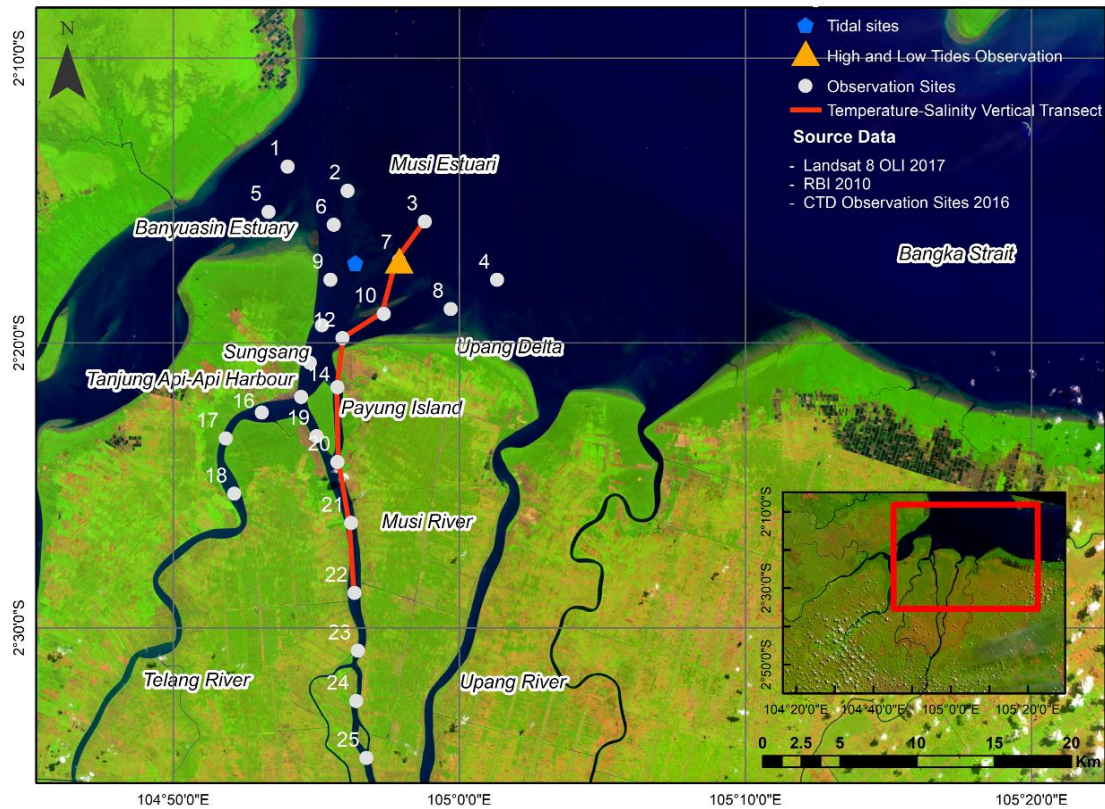 N
Tidal sites
High and Low Tides Observation
Observation Sites
Temperature-Salinity Vertical Transect
Source Data
- Landsat 8 OLI 2017
- RBI 2010
- CTD Observation Sites 2016
2°10'0"S
2°20'0"S
2°30'0"S
1
2
Musi Estuari
3
5
6
Banyuasin Estuary
7
4
Bangka Strait
9
10
8
12
Sungsang
Upang Delta
Tanjung Api-Api Harbour
14
16
Payung Island
17
19
20
18
21
Musi River
22
23
Telang River
24
Upang River
25
2°10'0"S
2°30'0"S
2°50'0"S
104°20'0"E
104°40'0"E
105°0'0"E
105°20'0"E
0
2.5
5
10
15
20
Km
104°50'0"E
105°0'0"E
105°10'0"E
105°20'0"E